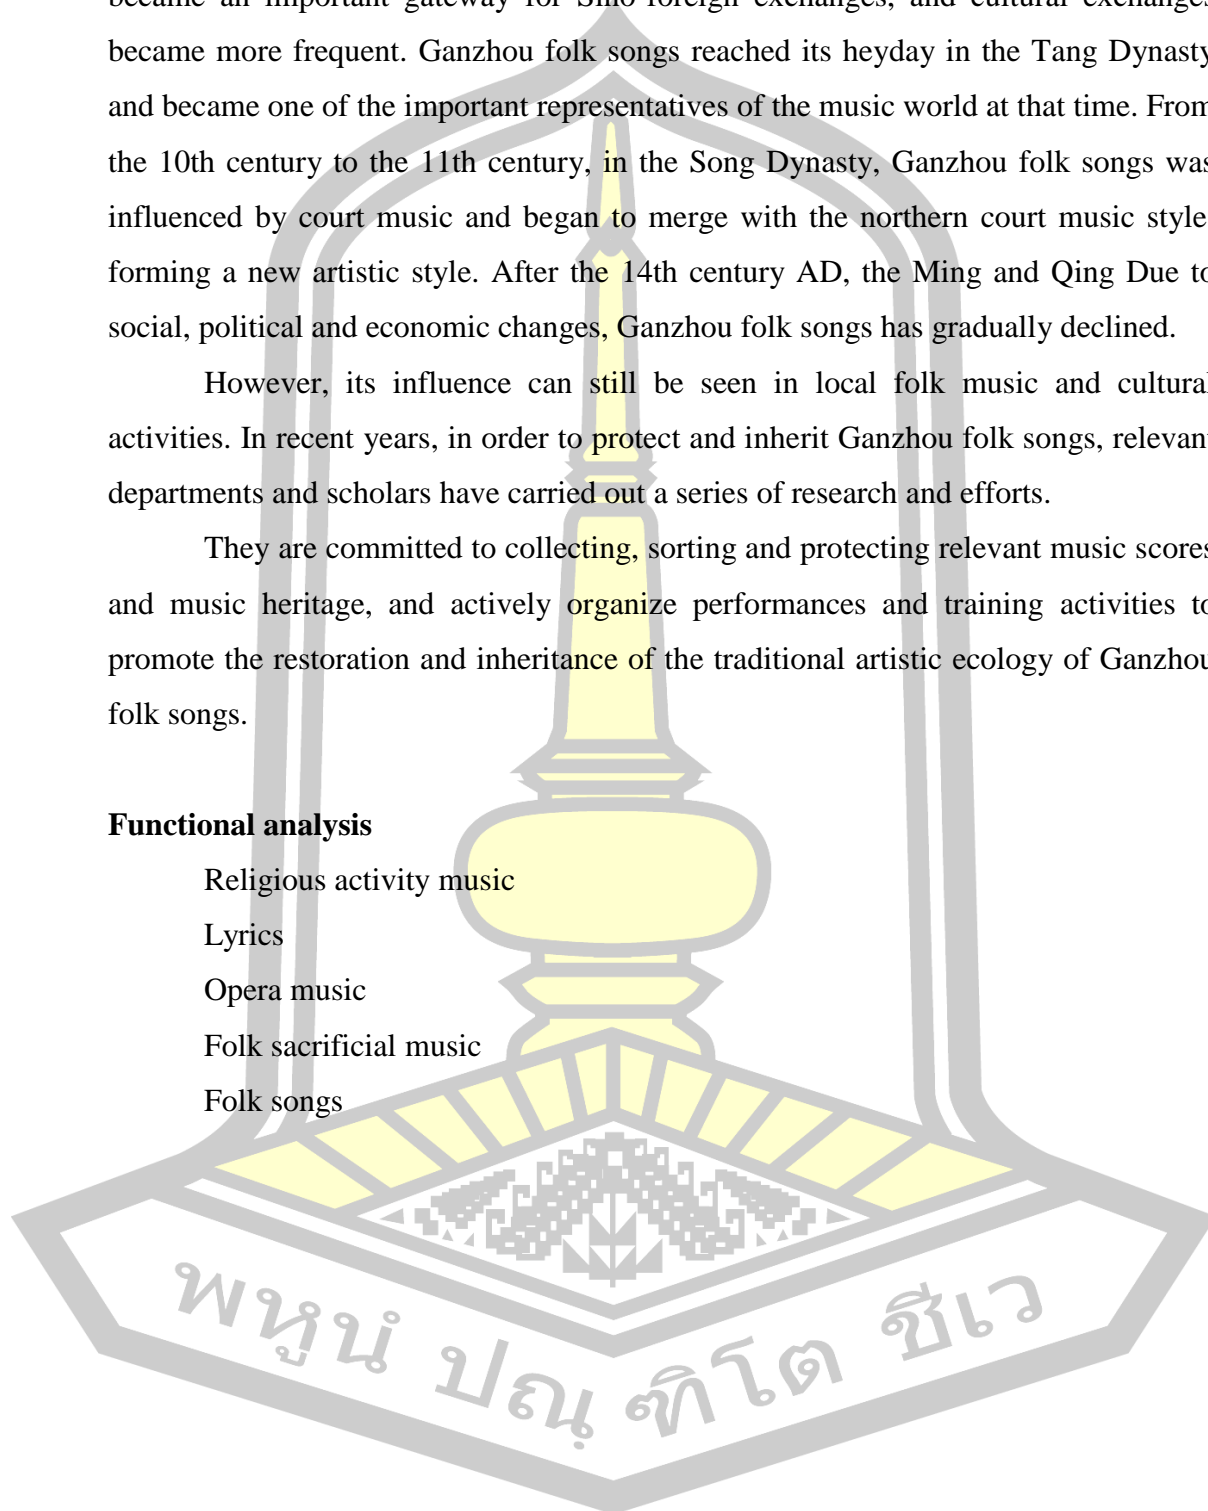 became an important gateway for Sino-foreign exchanges, and cultural exchanges
became more frequent. Ganzhou folk songs reached its heyday in the Tang Dynasty
and became one of the important representatives of the music world at that time. From
the 10th century to the 11th century, in the Song Dynasty, Ganzhou folk songs was
influenced by court music and began to merge with the northern court music style,
forming a new artistic style. After the 14th century AD, the Ming and Qing Due to
social, political and economic changes, Ganzhou folk songs has gradually declined.
However, its influence can still be seen in local folk music and cultural
activities. In recent years, in order to protect and inherit Ganzhou folk songs, relevant
departments and scholars have carried out a series of research and efforts.
They are committed to collecting, sorting and protecting relevant music scores
and music heritage, and actively organize performances and training activities to
promote the restoration and inheritance of the traditional artistic ecology of Ganzhou
folk songs.
Functional analysis
Religious activity music
Lyrics
Opera music
Folk sacrificial music
Folk songs
พหูนํ ปณฺฑิโต ชีเว